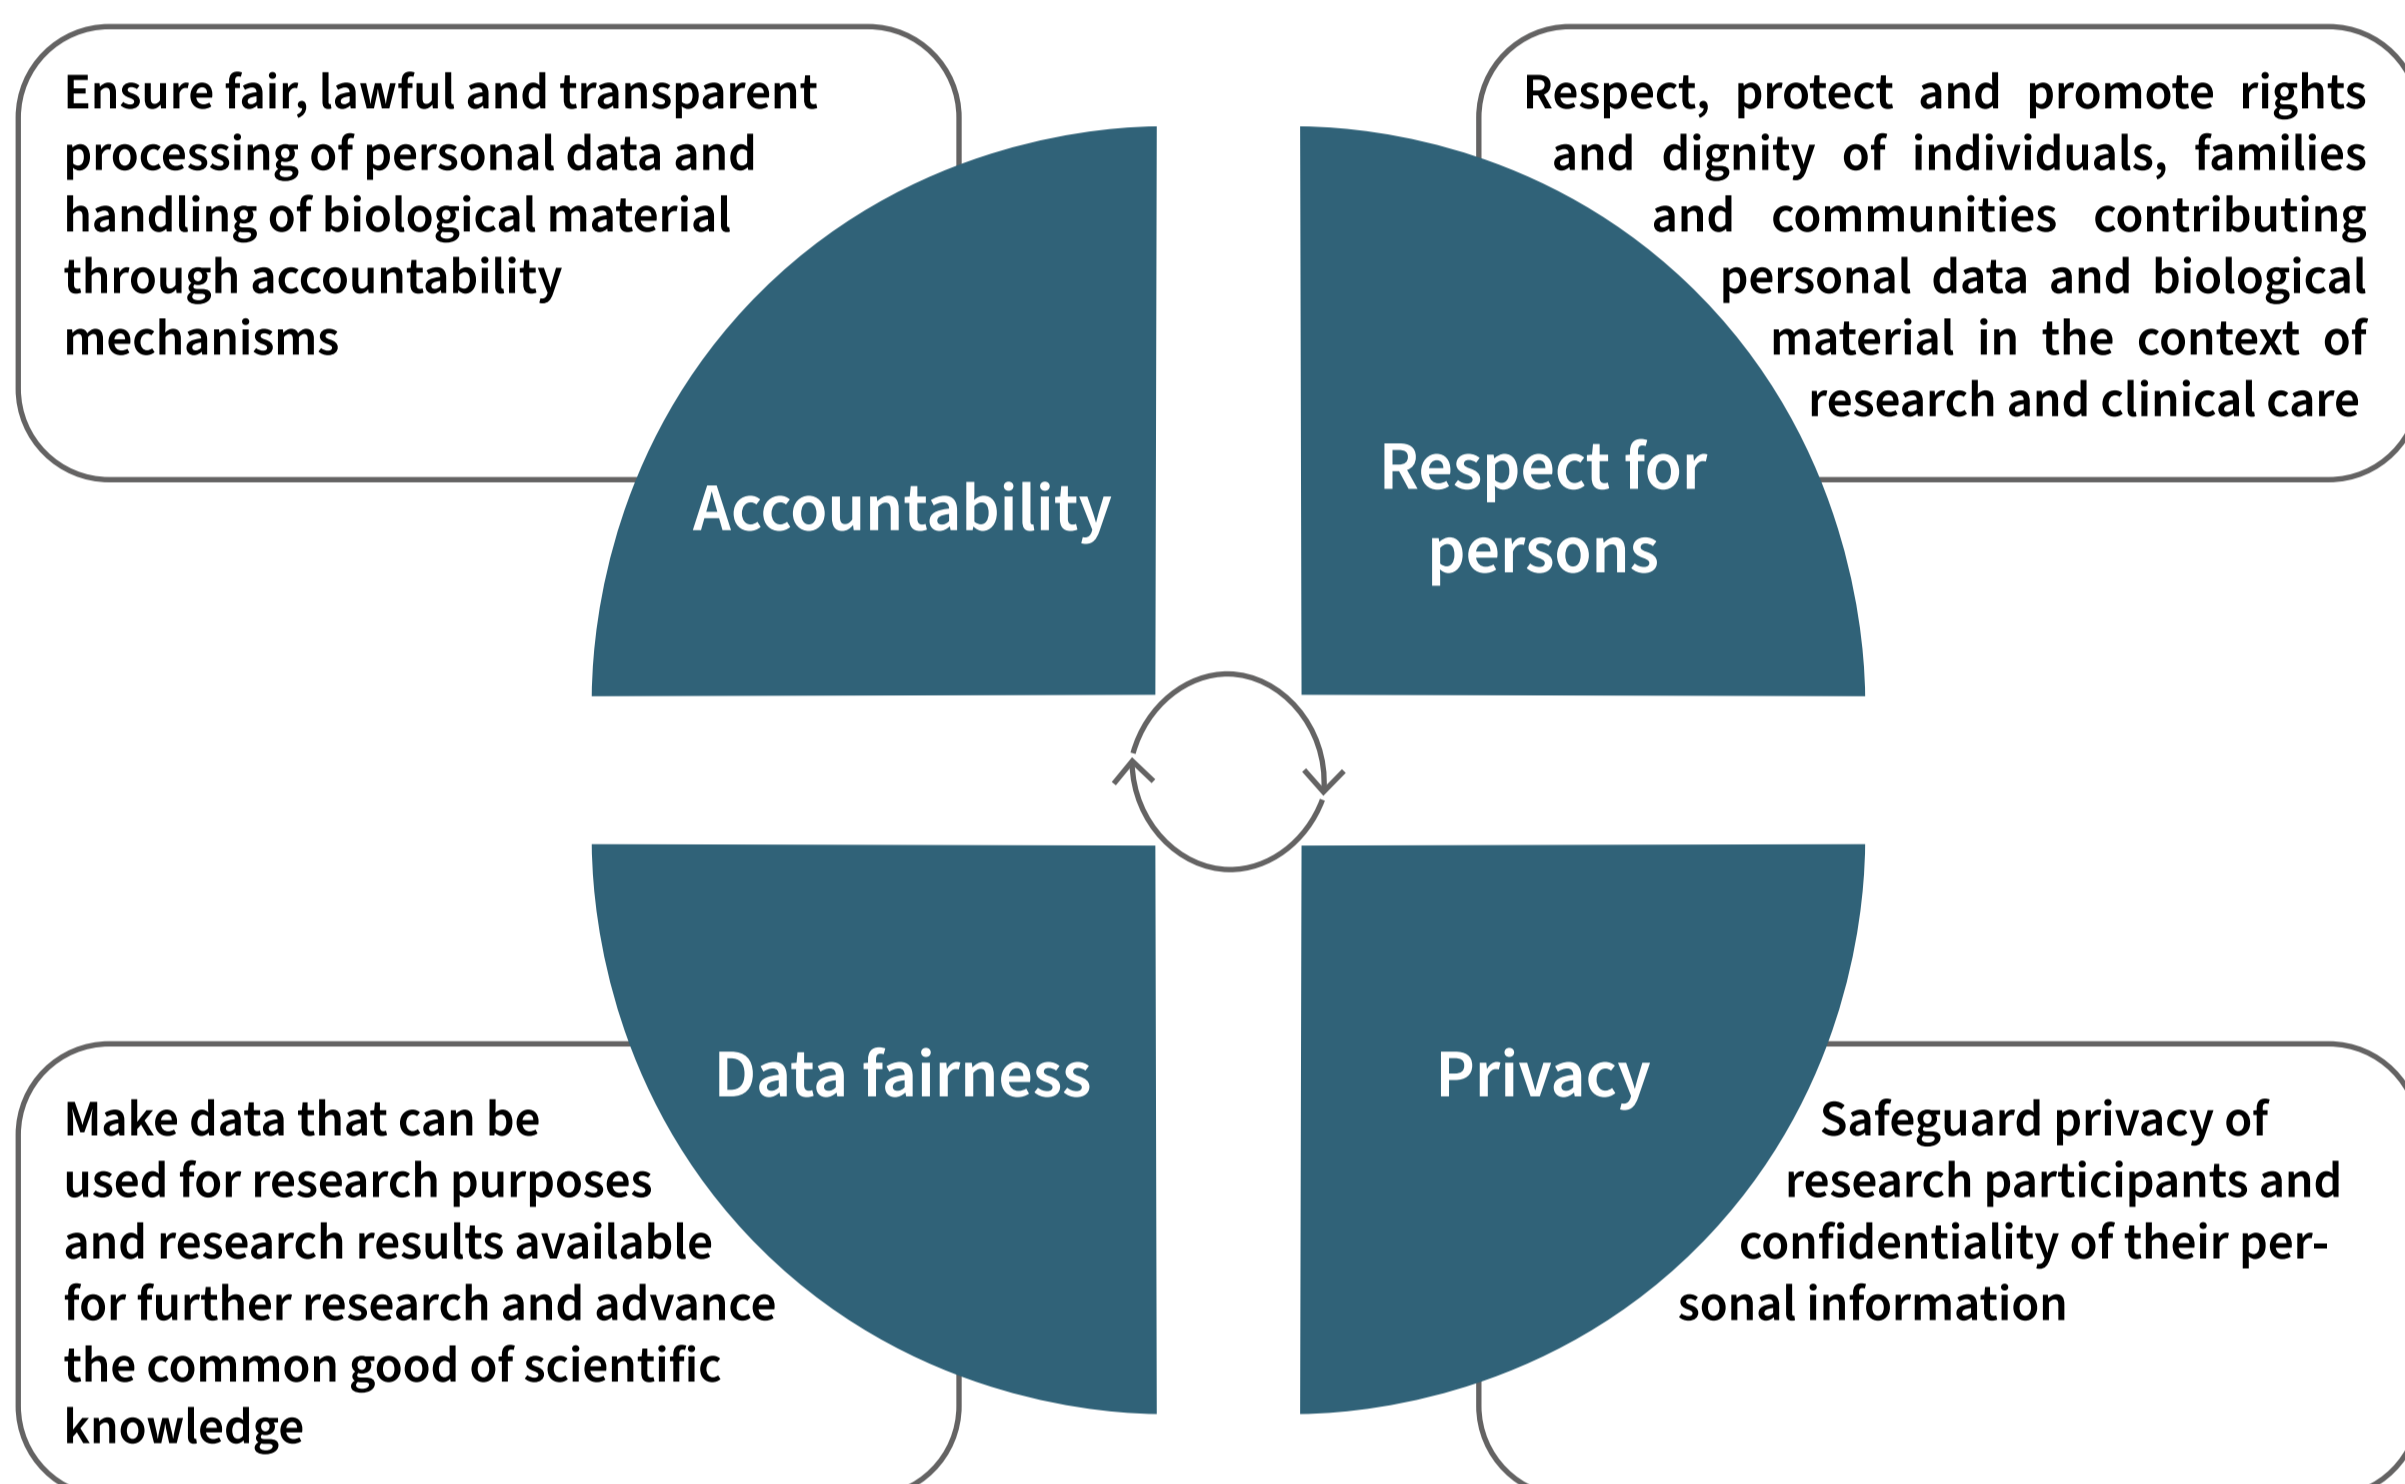 Ensure fair, lawful and transparent
processing of personal data and
handling of biological material
through accountability
mechanisms
Accountability
Respect, protect and promote rights
and dignity of individuals, families
and communities contributing
personal data and biological
material in the context of
research and clinical care
Respect for
persons
Data fairness
Make data that can be
used for research purposes
and research results available
for further research and advance
the common good of scientific
knowledge
Privacy
Safeguard privacy of
research participants and
confidentiality of their per-
sonal information